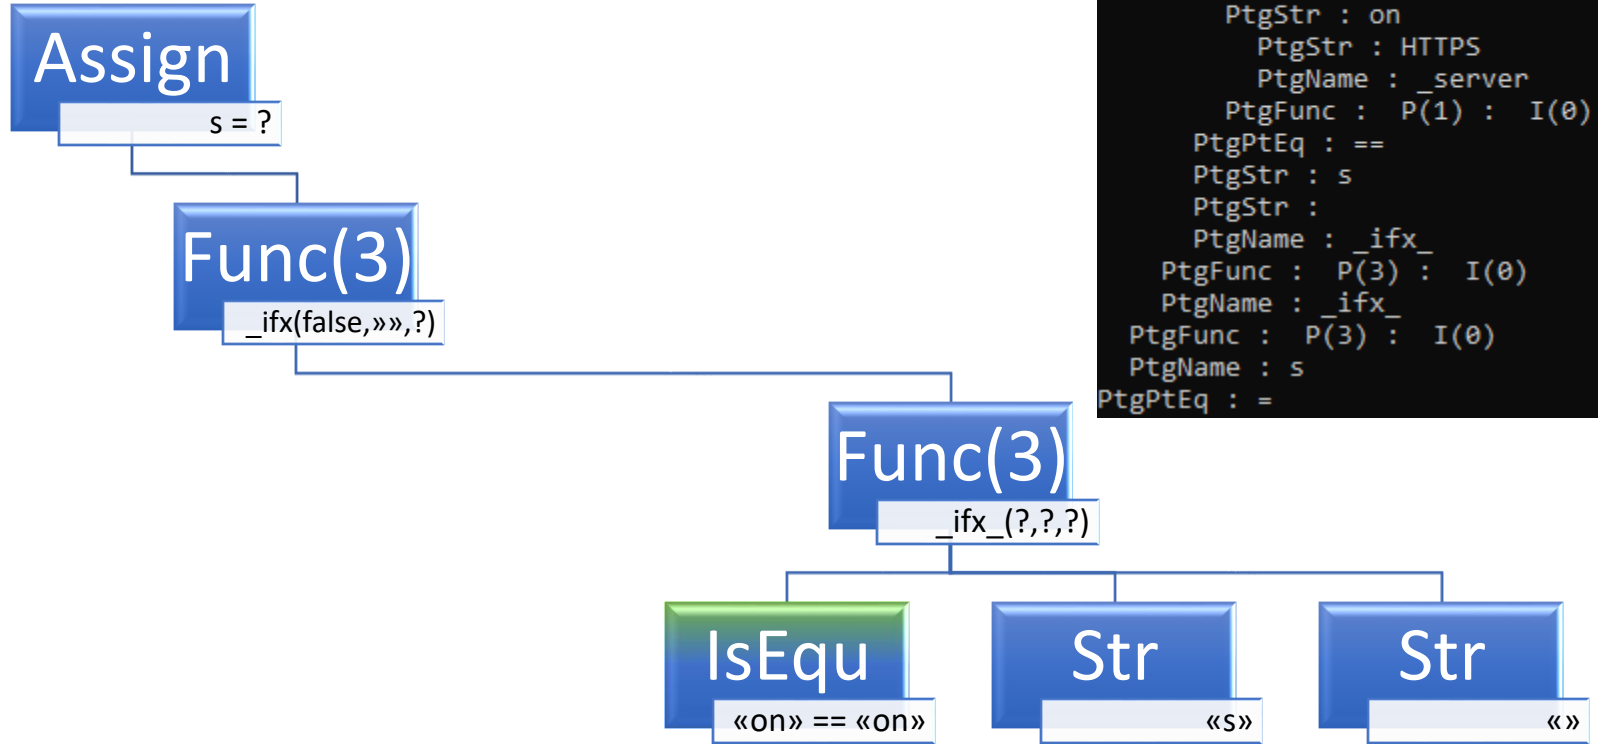 Assign
s = ?
Func(3)
_ifx(false,»»,?)
Func(3)
_ifx_(?,?,?)
IsEqu
«on» == «on»
Str
«s»
Str
«»
PtgStr : on
PtgStr : HTTPS
PtgName : _server
PtgFunc :  P(1) :  I(0)
PtgPtEq : ==
PtgStr : s
PtgStr :
PtgName : _ifx_
PtgFunc :  P(3) :  I(0)
PtgName : _ifx_
PtgFunc :  P(3) :  I(0)
PtgName : s
PtgPtEq : =